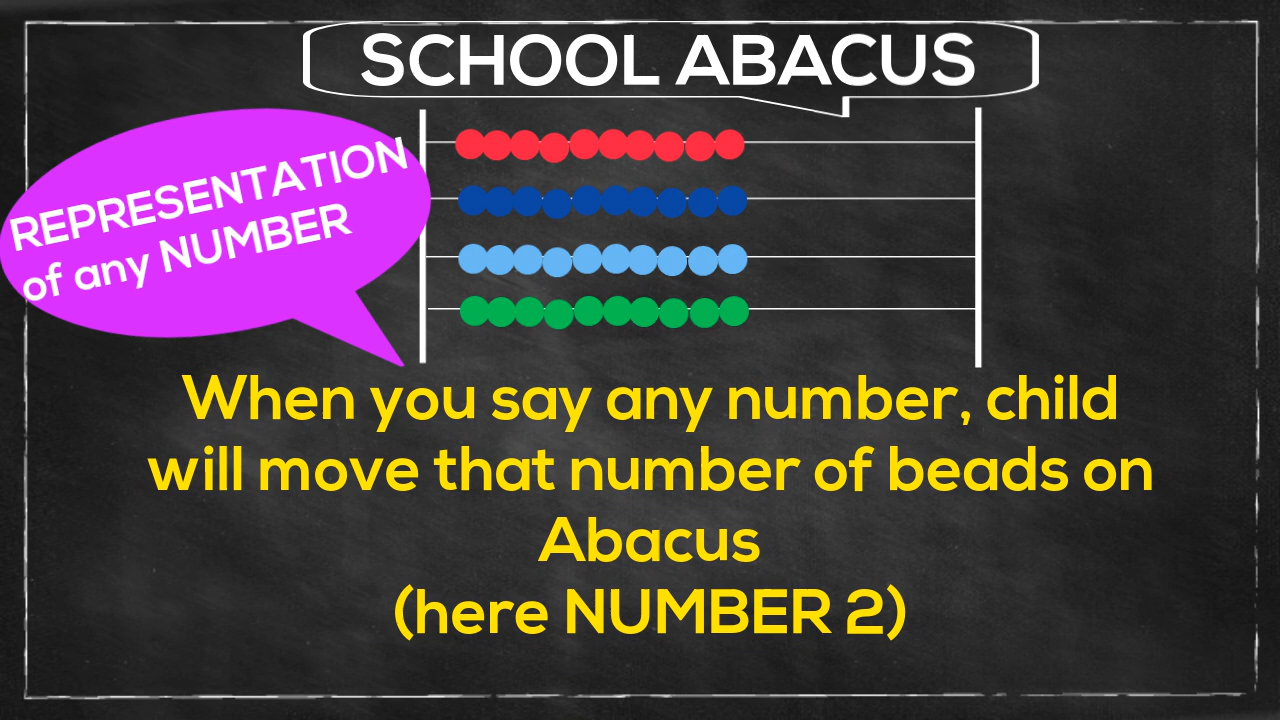 SCHOOL ABACUS
REPRESENTATION
of any NUMBER
When you say any number, child
will move that number of beads on
Abacus
(here NUMBER 2)